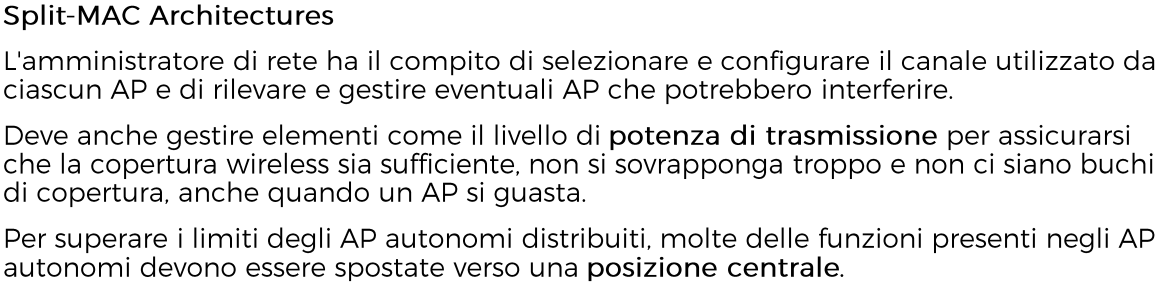 Split-MAC Architectures
L'amministratore di rete ha il compito di selezionare e configurare il canale utilizzato da
ciascun AP e di rilevare e gestire eventuali AP che potrebbero interferire.
Deve anche gestire elementi come il livello di potenza di trasmissione per assicurarsi
che la copertura wireless sia sufficiente, non si sovrapponga troppo e non ci siano buchi
di copertura, anche quando un AP si guasta.
Per superare i limiti degli AP autonomi distribuiti, molte delle funzioni presenti negli AP
autonomi devono essere spostate verso una posizione centrale.